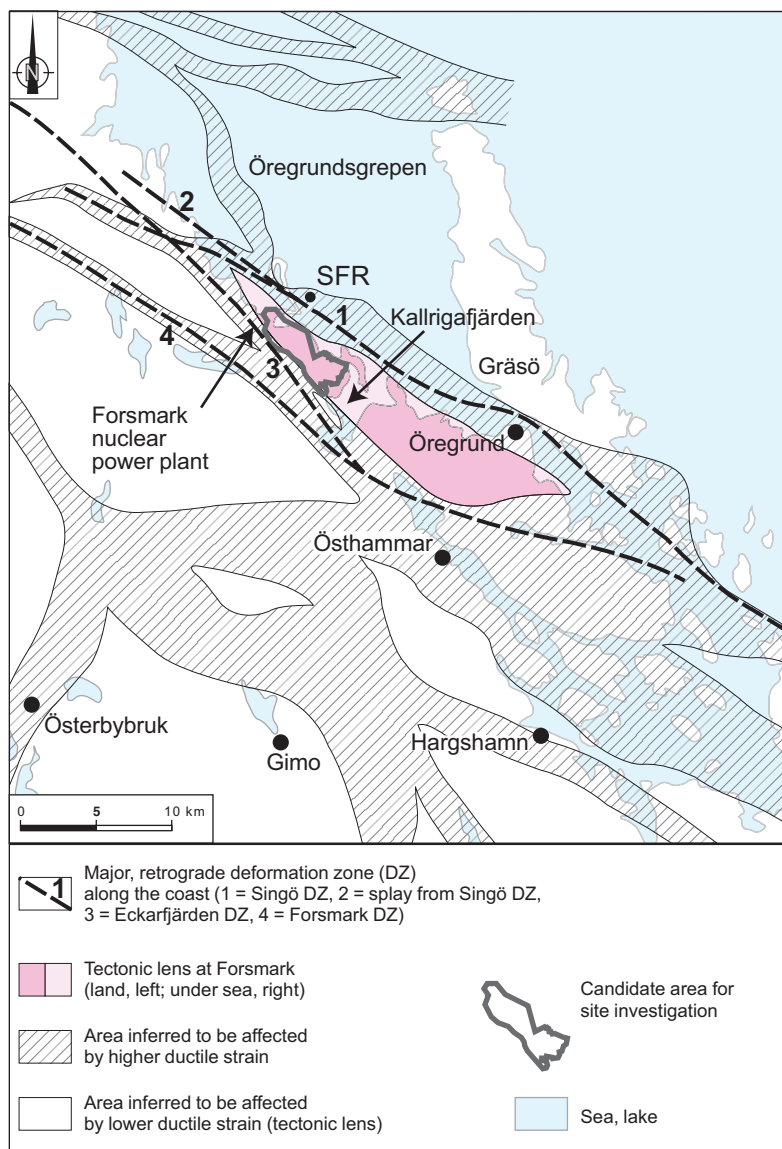 N
Öregrundsgrepen
2
SFR
1
Kallrigafjärden
4
3
Gräsö
Forsmark
nuclear
power plant
Öregrund
Östhammar
Österbybruk
Gimo
Hargshamn
0 5 10 km
1
Major, retrograde deformation zone (DZ)
along the coast (1 = Singö DZ, 2 = splay from Singö DZ,
3 = Eckarfjärden DZ, 4 = Forsmark DZ)
Tectonic lens at Forsmark
(land, left; under sea, right)
Candidate area for
site investigation
Area inferred to be affected
by higher ductile strain
Area inferred to be affected
by lower ductile strain (tectonic lens)
Sea, lake